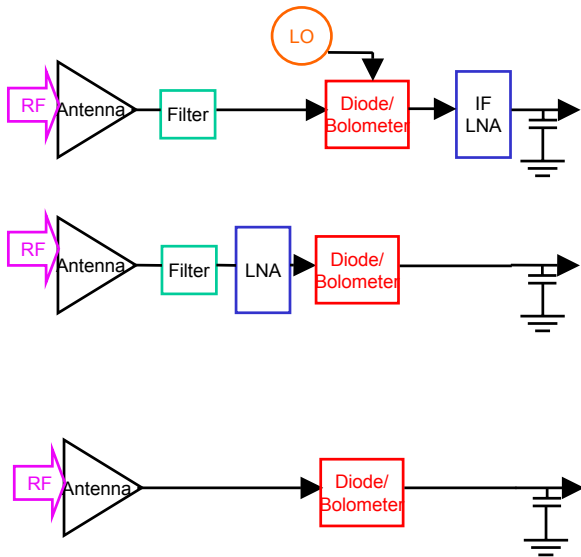 LO
RF
Antenna
Filter
Diode/
Bolometer
IF
LNA
RF
Antenna
Filter
LNA
Diode/
Bolometer
RF
Antenna
Diode/
Bolometer